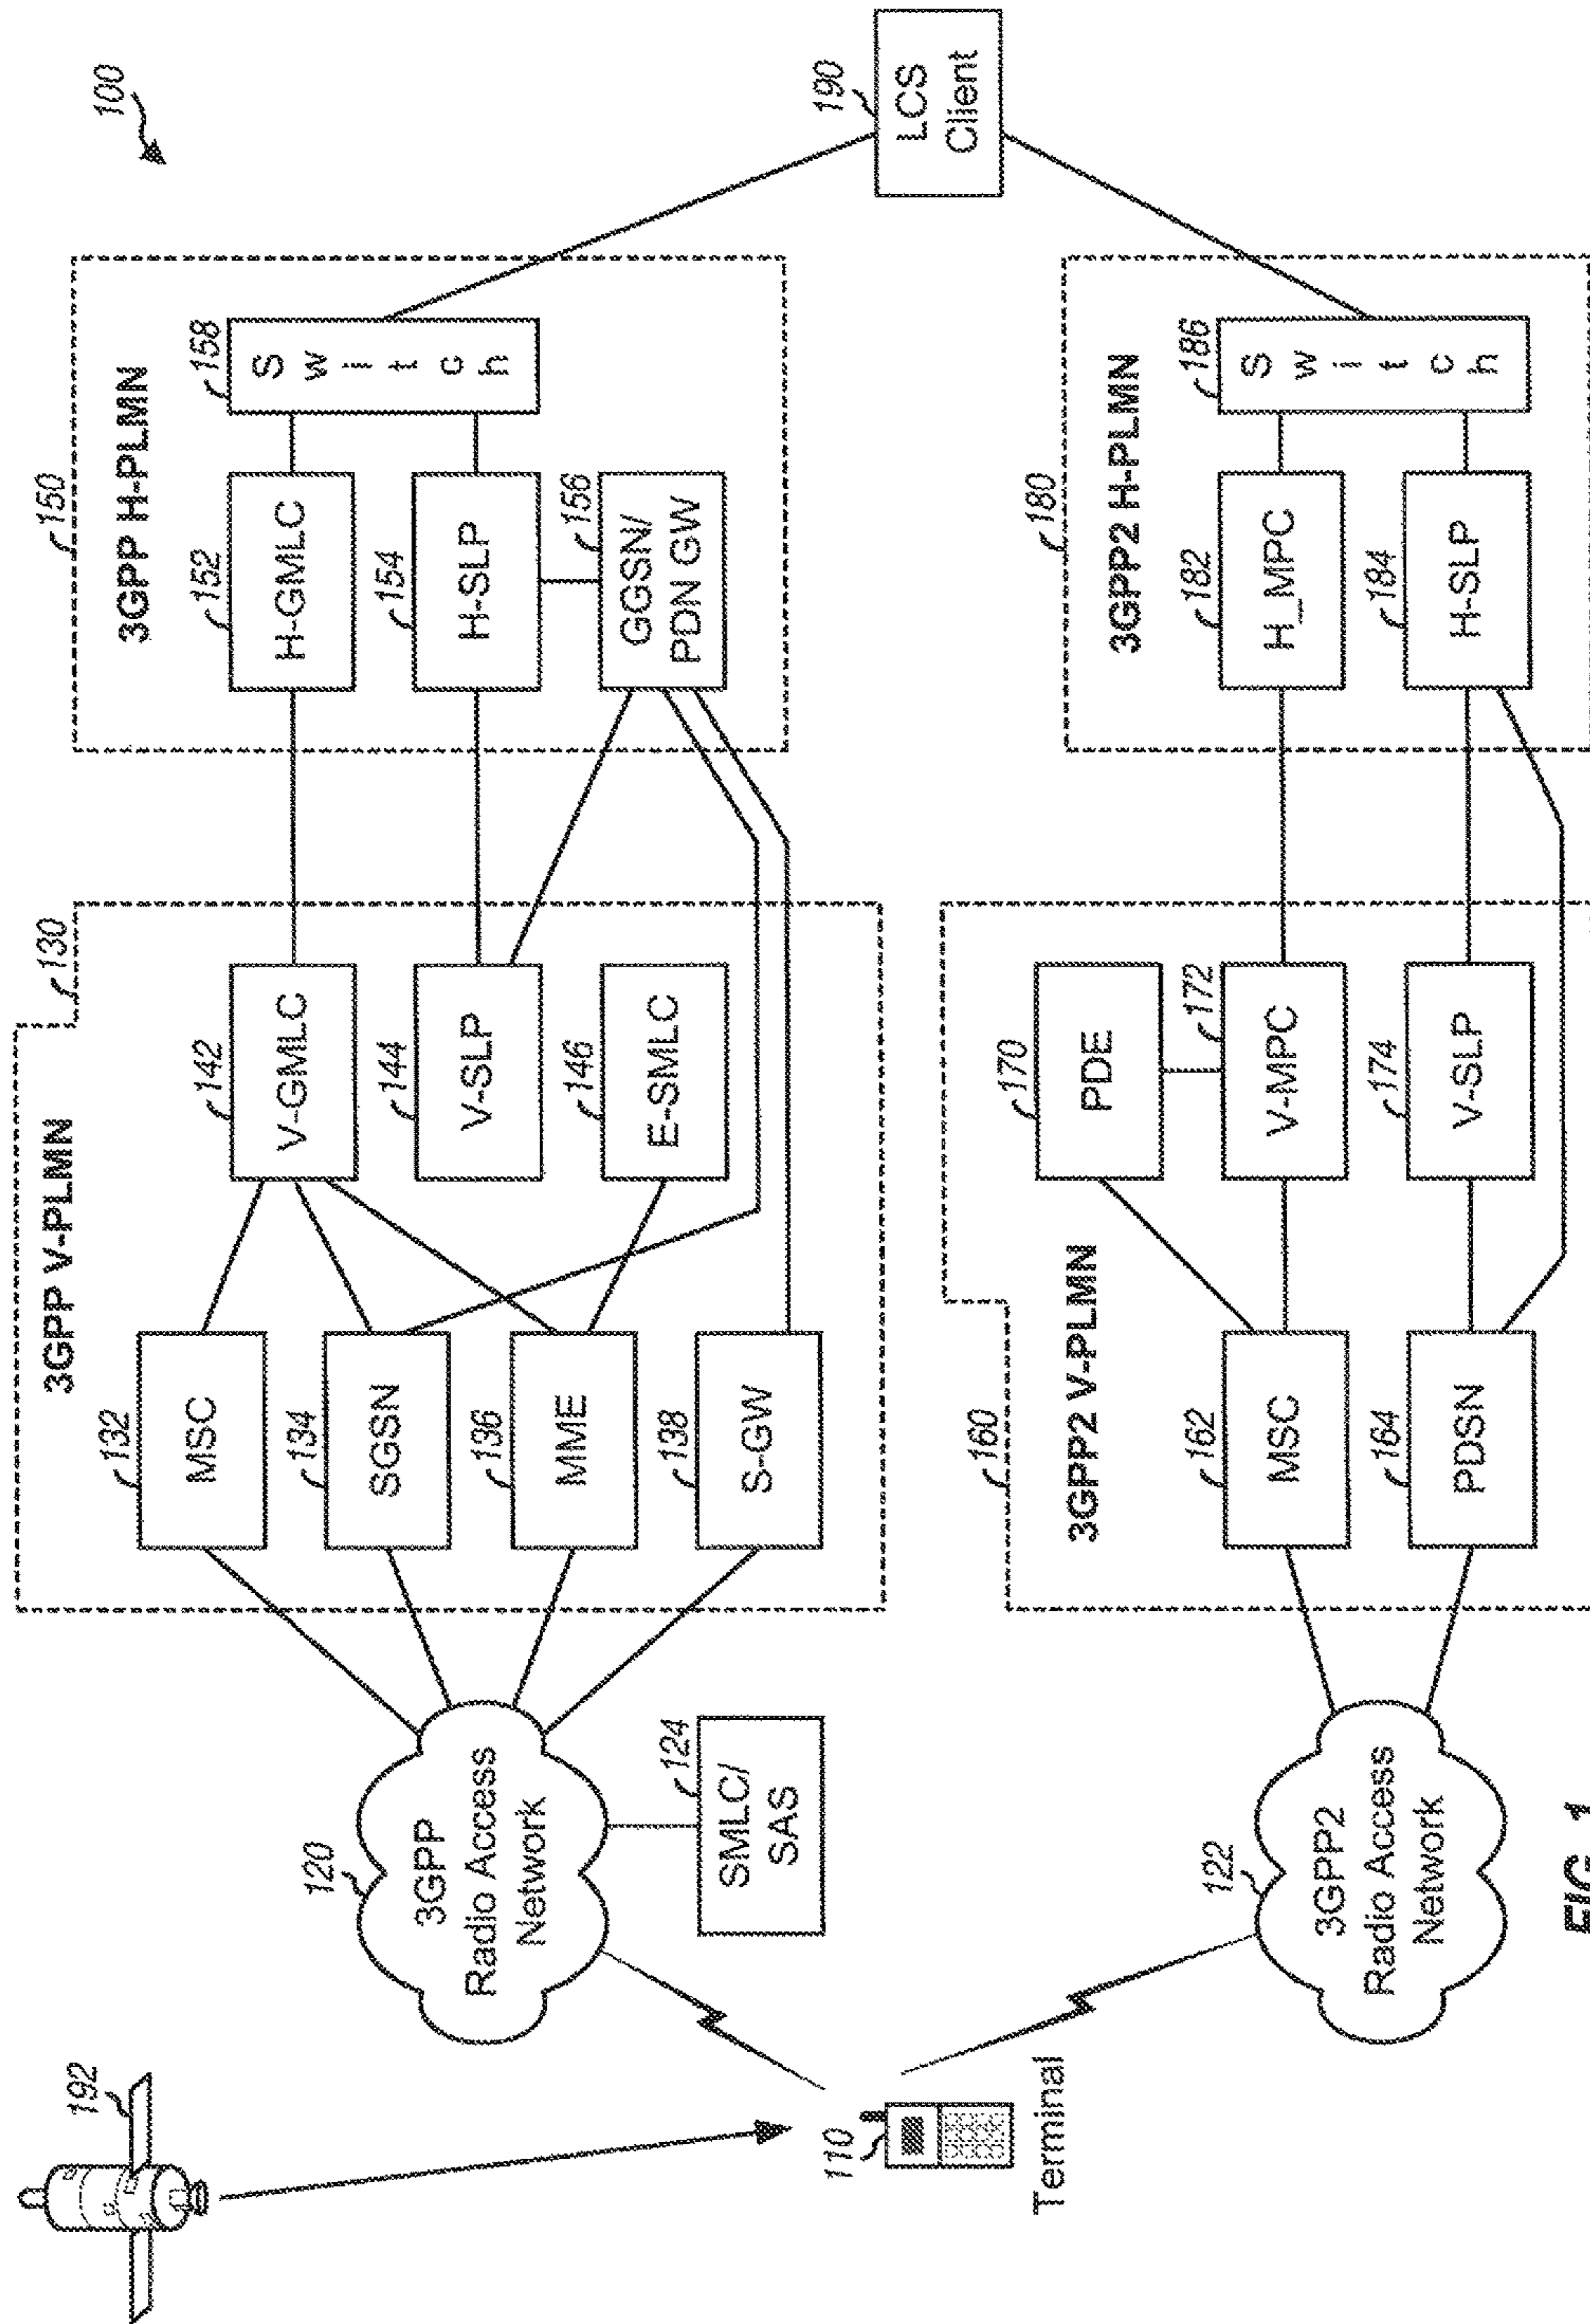 100
192
110
Terminal
120
3GPP
Radio Access
Network
124
SMLC/
SAS
122
3GPP2
Radio Access
Network
130
3GPP V-PLMN
132
MSC
134
SGSN
136
MME
138
S-GW
142
V-GMLC
144
V-SLP
146
E-SMLC
150
3GPP H-PLMN
152
H-GMLC
154
H-SLP
156
GGSN/
PDN GW
158
S
w
i
t
c
h
160
3GPP2 V-PLMN
162
MSC
164
PDSN
170
PDE
172
V-MPC
174
V-SLP
180
3GPP2 H-PLMN
182
H_MPC
184
H-SLP
186
S
w
i
t
c
h
190
LCS
Client
FIG. 1